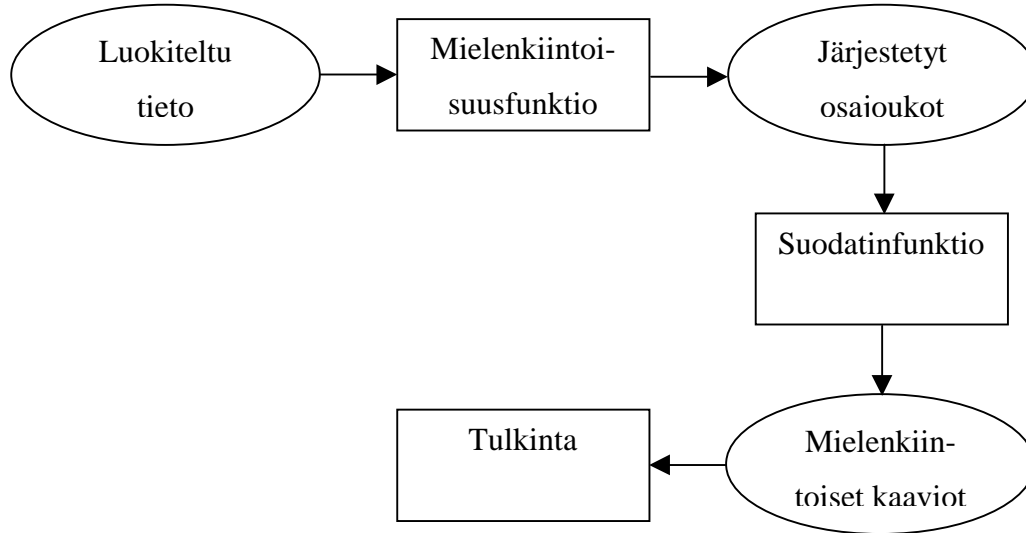 Luokiteltu
tieto
Mielenkiintoi-
suusfunktio
Järjestetyt
osajoukot
Suodatinfunktio
Mielenkiin-
toiset kaaviot
Tulkinta